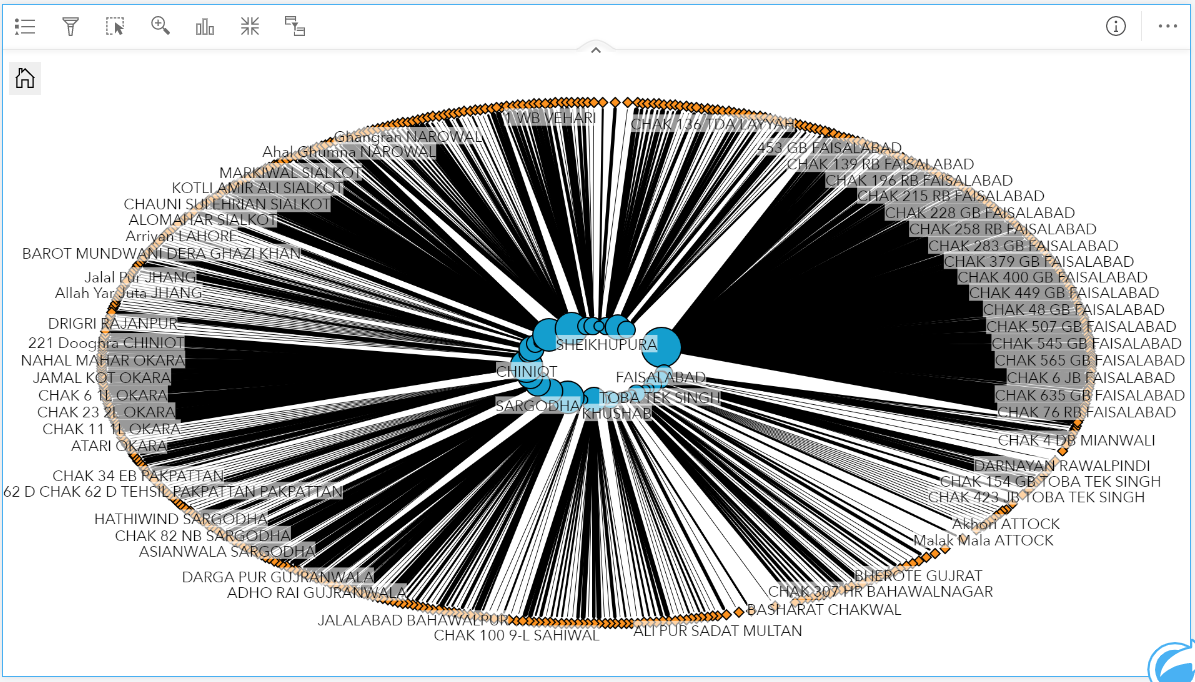 1 WB VEHARI
CHAK 136 TDA LAYYAH
Ghangran NAROWAL
453 GB FAISALABAD
Ahal Ghumna NAROWAL
CHAK 139 RB FAISALABAD
MARKIWAL SIALKOT
CHAK 196 RB FAISALABAD
KOTLI AMIR ALI SIALKOT
CHAK 215 RB FAISALABAD
CHAUNI SULEHRIAN SIALKOT
CHAK 228 GB FAISALABAD
ALOMAHAR SIALKOT
CHAK 258 RB FAISALABAD
Arriyan LAHORE
CHAK 283 GB FAISALABAD
BAROT MUNDWANI DERA GHAZI KHAN
CHAK 379 GB FAISALABAD
Jalal Pur JHANG
CHAK 400 GB FAISALABAD
Allah Yar Juta JHANG
CHAK 449 GB FAISALABAD
CHAK 48 GB FAISALABAD
DRIGRI RAJANPUR
CHAK 507 GB FAISALABAD
221 Dooghra CHINIOT
SHEIKHUPURA
CHAK 545 GB FAISALABAD
NAHAL MAHAR OKARA
CHAK 565 GB FAISALABAD
CHINIOT
JAMAL KOT OKARA
FAISALABAD
CHAK 6 JB FAISALABAD
CHAK 6 1L OKARA
TOBA TEK SINGH
CHAK 635 GB FAISALABAD
SARGODHA
CHAK 23 2L OKARA
KHUSHAB
CHAK 76 RB FAISALABAD
CHAK 11 1L OKARA
ATARI OKARA
CHAK 4 DB MIANWALI
DARNAYAN RAWALPINDI
CHAK 34 EB PAKPATTAN
CHAK 154 GB TOBA TEK SINGH
62 D CHAK 62 D TEHSIL PAKPATTAN PAKPATTAN
CHAK 423 JB TOBA TEK SINGH
HATHIWIND SARGODHA
Akhori ATTOCK
CHAK 82 NB SARGODHA
Malak Mala ATTOCK
ASIANWALA SARGODHA
DARGA PUR GUJRANWALA
BHEROTE GUJRAT
ADHO RAI GUJRANWALA
CHAK 307 HR BAHAWALNAGAR
BASHARAT CHAKWAL
JALALABAD BAHAWALPUR
ALI PUR SADAT MULTAN
CHAK 100 9-L SAHIWAL